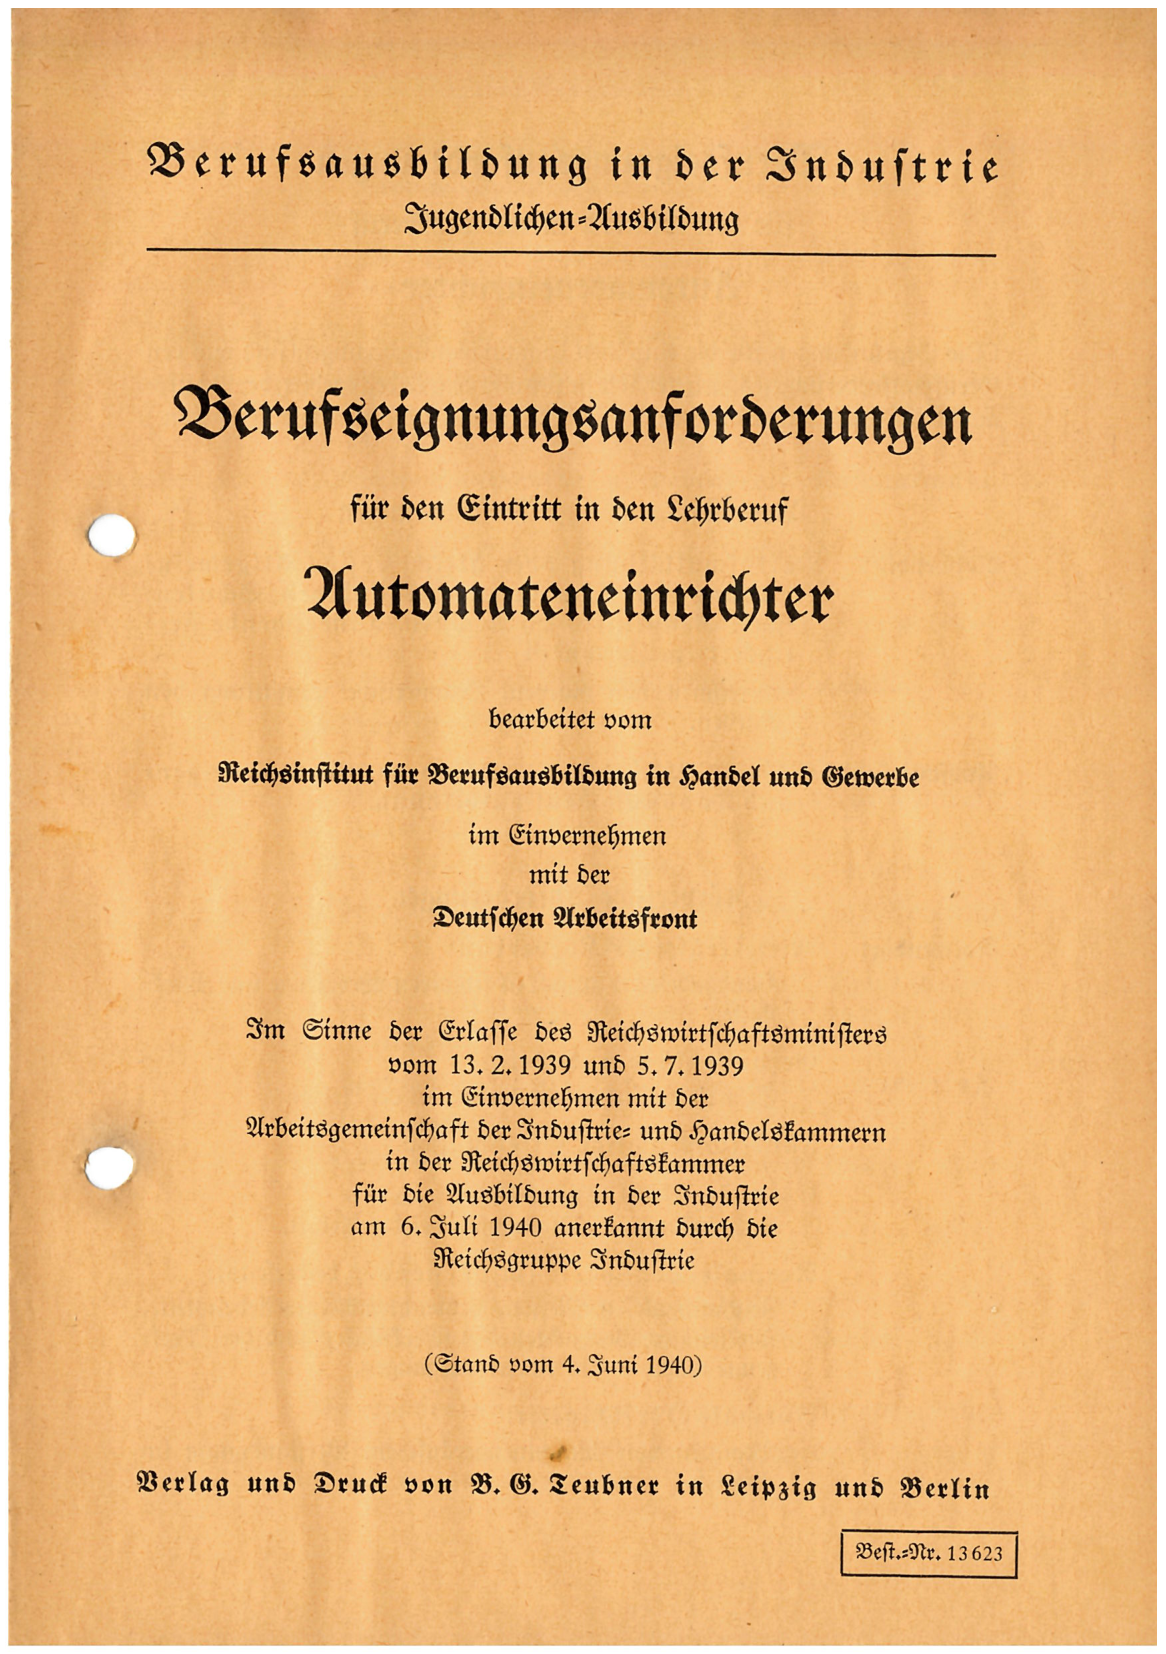 Berufsausbildung in der Industrie
Jugendlichen-Ausbildung
Berufseignungsanforderungen
für den Eintritt in den Lehrberuf
Automateneinrichter
bearbeitet vom
Reichsinstitut für Berufsausbildung in Handel und Gewerbe
im Einvernehmen
mit der
Deutschen Arbeitsfront
Im Sinne der Erlasse des Reichswirtschaftsministers
vom 13. 2. 1939 und 5. 7. 1939
im Einvernehmen mit der
Arbeitsgemeinschaft der Industrie- und Handelskammern
in der Reichswirtschaftskammer
für die Ausbildung in der Industrie
am 6. Juli 1940 anerkannt durch die
Reichsgruppe Industrie
(Stand vom 4. Juni 1940)
Verlag und Druck von B. G. Teubner in Leipzig und Berlin
Best.-Nr. 13623